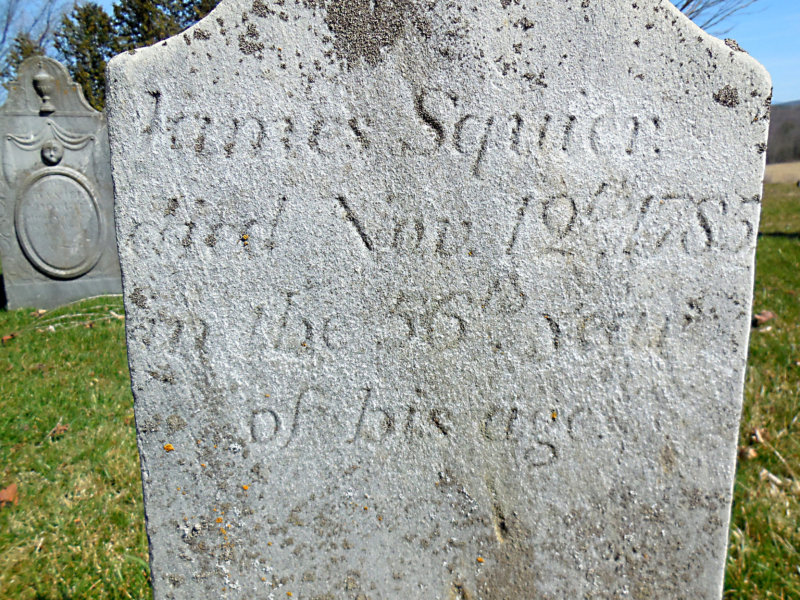 James Squier
died Nov. 12th 1785
in the 56th year
of his age.